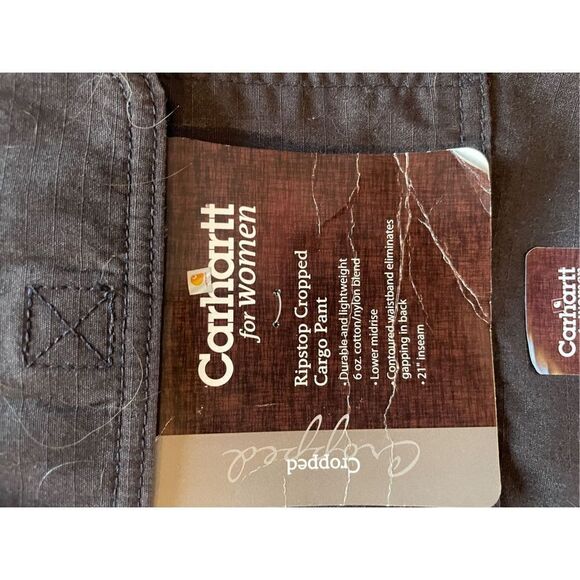 Carhartt
for Women
Ripstop Cropped
Cargo Pant
• Durable and lightweight
6 oz. cotton/nylon blend
• Lower midrise
• Contoured waistband eliminates
gapping in back
• 21" inseam
Cropped
Cropped
Carhartt